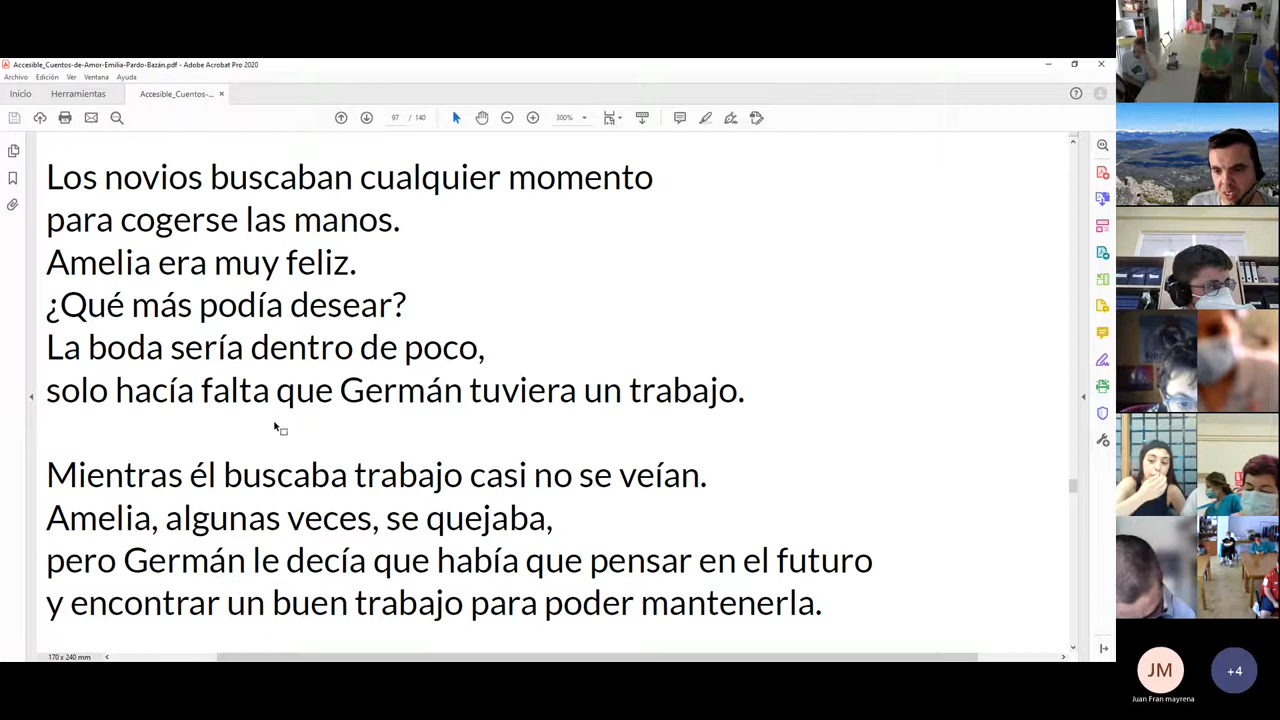 Accesible_Cuentos-de-Amor-Emilia-Pardo-Bazán.pdf - Adobe Acrobat Pro 2020
Archivo Edición Ver Ventana Ayuda
Inicio Herramientas Accesible_Cuentos-... ×
97 / 140 300%
Los novios buscaban cualquier momento
para cogerse las manos.
Amelia era muy feliz.
¿Qué más podía desear?
La boda sería dentro de poco,
solo hacía falta que Germán tuviera un trabajo.
Mientras él buscaba trabajo casi no se veían.
Amelia, algunas veces, se quejaba,
pero Germán le decía que había que pensar en el futuro
y encontrar un buen trabajo para poder mantenerla.
170 x 240 mm
JM
+4
Juan Fran mayrena